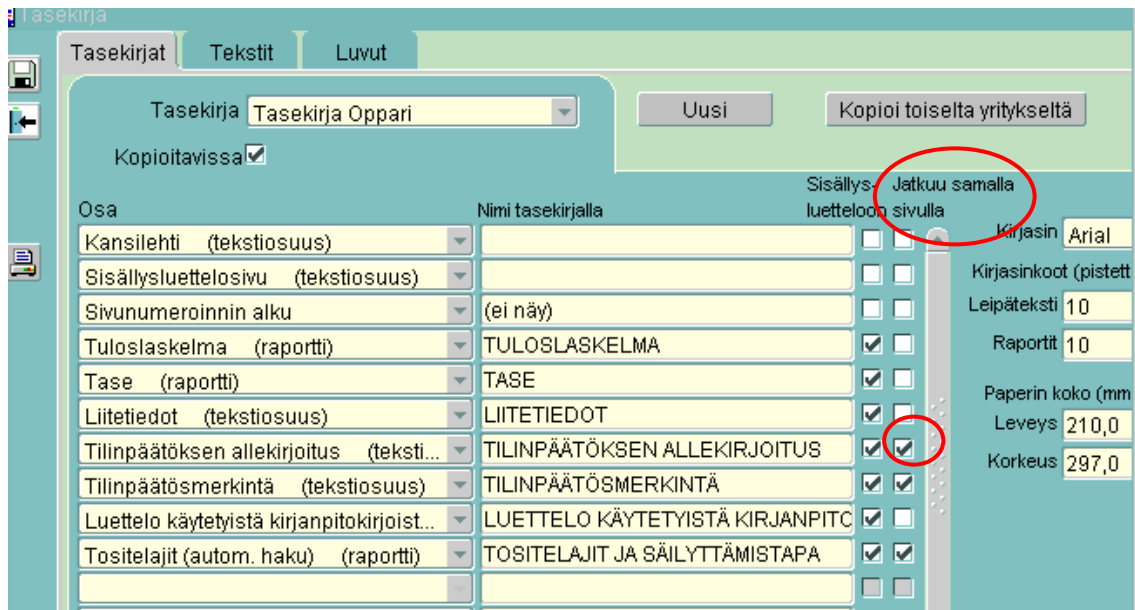 Tasekirja
Tasekirjat Tekstit Luvut
Tasekirja Tasekirja Oppari Uusi Kopioi toiselta yritykseltä
Kopioitavissa
Sisällys- Jatkuu samalla
Osa Nimi tasekirjalla luetteloon sivulla
Kansilehti (tekstiosuus) Kirjasin Arial
Sisällysluettelosivu (tekstiosuus) Kirjasinkoot (pistett
Sivunumeroinnin alku (ei näy) Leipäteksti 10
Tuloslaskelma (raportti) TULOSLASKELMA Raportit 10
Tase (raportti) TASE Paperin koko (mm
Liitetiedot (tekstiosuus) LIITETIEDOT Leveys 210,0
Tilinpäätöksen allekirjoitus (teksti... TILINPÄÄTÖKSEN ALLEKIRJOITUS Korkeus 297,0
Tilinpäätösmerkintä (tekstiosuus) TILINPÄÄTÖSMERKINTÄ
Luettelo käytetyistä kirjanpitokirjoist... LUETTELO KÄYTETYISTÄ KIRJANPITO
Tositelajit (autom. haku) (raportti) TOSITELAJIT JA SÄILYTTÄMISTAPA